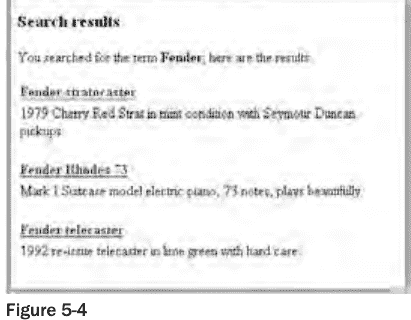 Search results
You searched for the term Fender, here are the results
Fender stratocaster
1979 Cherry Red Strat in mint condition with Seymour Duncan
pickups
Fender Rhodes 73
Mark 1 Suitcase model electric piano, 73 notes, plays beautifully
Fender telecaster
1992 re-issue telecaster in lime green with hard care
Figure 5-4